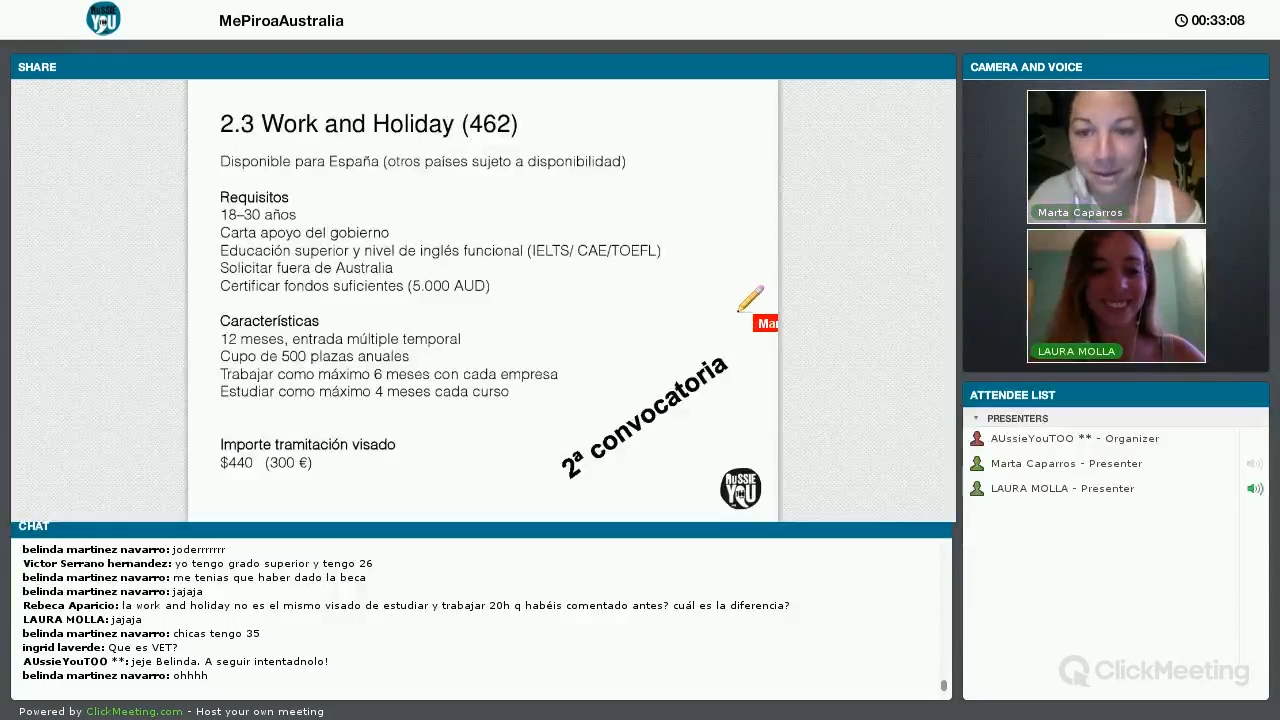 AUSSIE YOU TOO
MePiroaAustralia
00:33:08
SHARE
2.3 Work and Holiday (462)
Disponible para España (otros países sujeto a disponibilidad)
Requisitos
18–30 años
Carta apoyo del gobierno
Educación superior y nivel de inglés funcional (IELTS/ CAE/TOEFL)
Solicitar fuera de Australia
Certificar fondos suficientes (5.000 AUD)
Mar
Características
12 meses, entrada múltiple temporal
Cupo de 500 plazas anuales
Trabajar como máximo 6 meses con cada empresa
Estudiar como máximo 4 meses cada curso
2ª convocatoria
Importe tramitación visado
$440 (300 €)
AUSSIE YOU TOO
CHAT
belinda martinez navarro: joderrrrrrr
Victor Serrano hernandez: yo tengo grado superior y tengo 26
belinda martinez navarro: me tenias que haber dado la beca
belinda martinez navarro: jajaja
Rebeca Aparicio: la work and holiday no es el mismo visado de estudiar y trabajar 20h q habéis comentado antes? cuál es la diferencia?
LAURA MOLLA: jajaja
belinda martinez navarro: chicas tengo 35
ingrid laverde: Que es VET?
AUssieYouTOO **: jeje Belinda. A seguir intentadnolo!
belinda martinez navarro: ohhhh
CAMERA AND VOICE
Marta Caparros
LAURA MOLLA
ATTENDEE LIST
PRESENTERS
AUssieYouTOO ** - Organizer
Marta Caparros - Presenter
LAURA MOLLA - Presenter
ClickMeeting
Powered by ClickMeeting.com - Host your own meeting